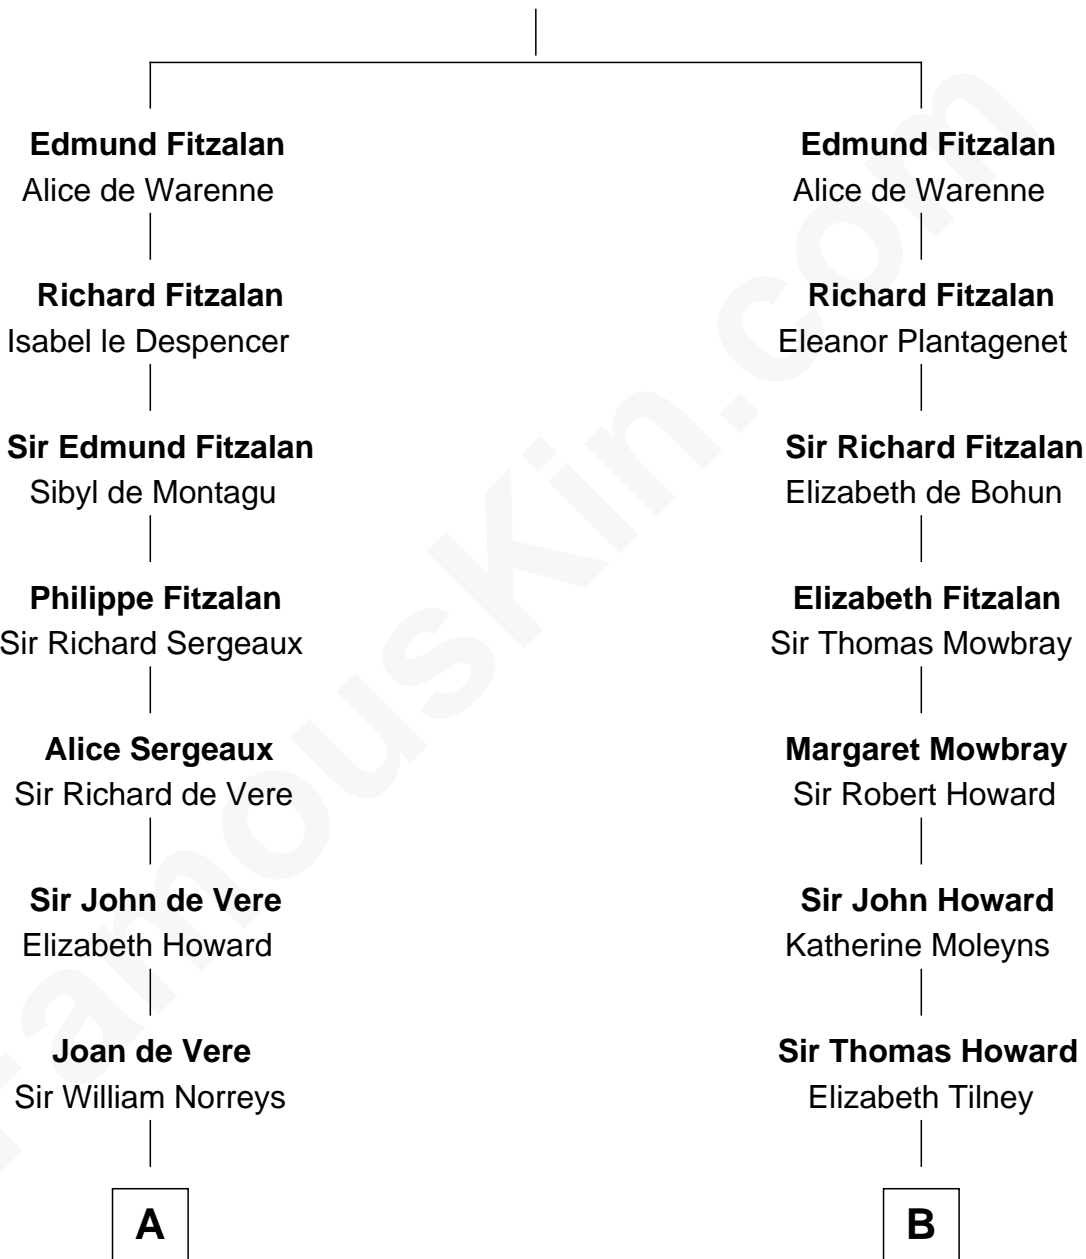 Edmund Fitzalan
Alice de Warenne
Richard Fitzalan
Isabel le Despencer
Sir Edmund Fitzalan
Sibyl de Montagu
Philippe Fitzalan
Sir Richard Sergeaux
Alice Sergeaux
Sir Richard de Vere
Sir John de Vere
Elizabeth Howard
Joan de Vere
Sir William Norreys
A
Edmund Fitzalan
Alice de Warenne
Richard Fitzalan
Eleanor Plantagenet
Sir Richard Fitzalan
Elizabeth de Bohun
Elizabeth Fitzalan
Sir Thomas Mowbray
Margaret Mowbray
Sir Robert Howard
Sir John Howard
Katherine Moleyns
Sir Thomas Howard
Elizabeth Tilney
B
FamousKin.com